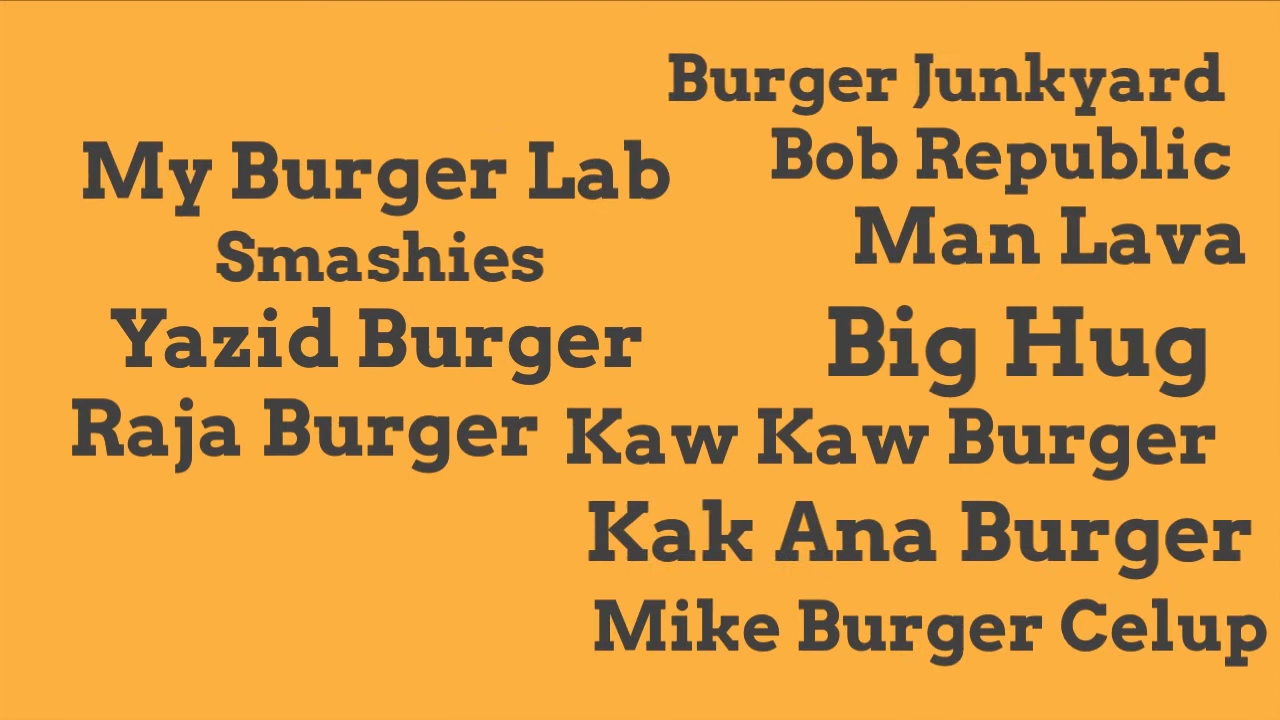 My Burger Lab
Smashies
Yazid Burger
Raja Burger
Burger Junkyard
Bob Republic
Man Lava
Big Hug
Kaw Kaw Burger
Kak Ana Burger
Mike Burger Celup